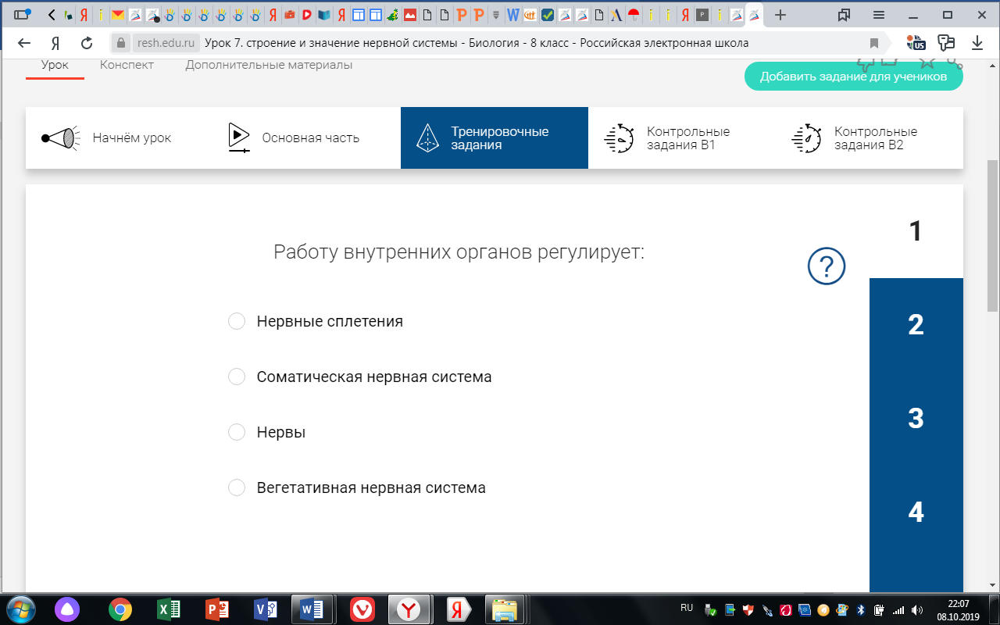 resh.edu.ru Урок 7. строение и значение нервной системы - Биология - 8 класс - Российская электронная школа
Урок Конспект Дополнительные материалы
Добавить задание для учеников
Начнём урок
Основная часть
Тренировочные
задания
Контрольные
задания В1
Контрольные
задания В2
1
Работу внутренних органов регулирует:
?
Нервные сплетения
2
Соматическая нервная система
3
Нервы
Вегетативная нервная система
4
RU
22:07
08.10.2019